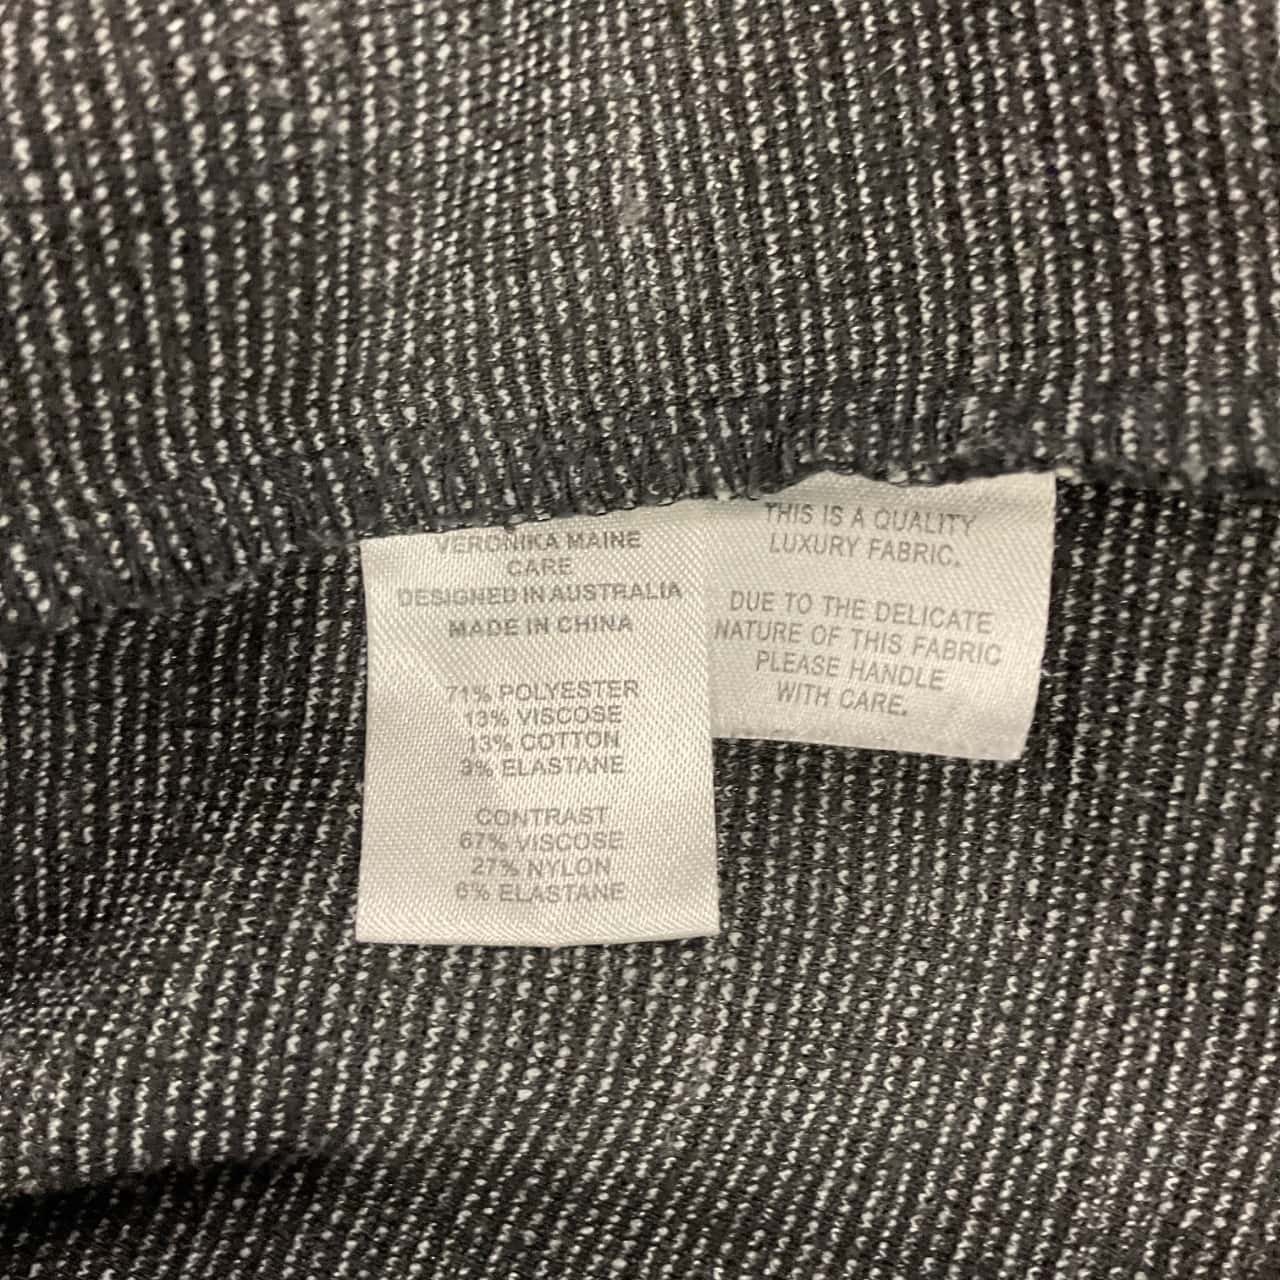 VERONIKA MAINE
CARE
DESIGNED IN AUSTRALIA
MADE IN CHINA
71% POLYESTER
13% VISCOSE
13% COTTON
3% ELASTANE
CONTRAST
67% VISCOSE
27% NYLON
6% ELASTANE
THIS IS A QUALITY
LUXURY FABRIC.
DUE TO THE DELICATE
NATURE OF THIS FABRIC
PLEASE HANDLE
WITH CARE.